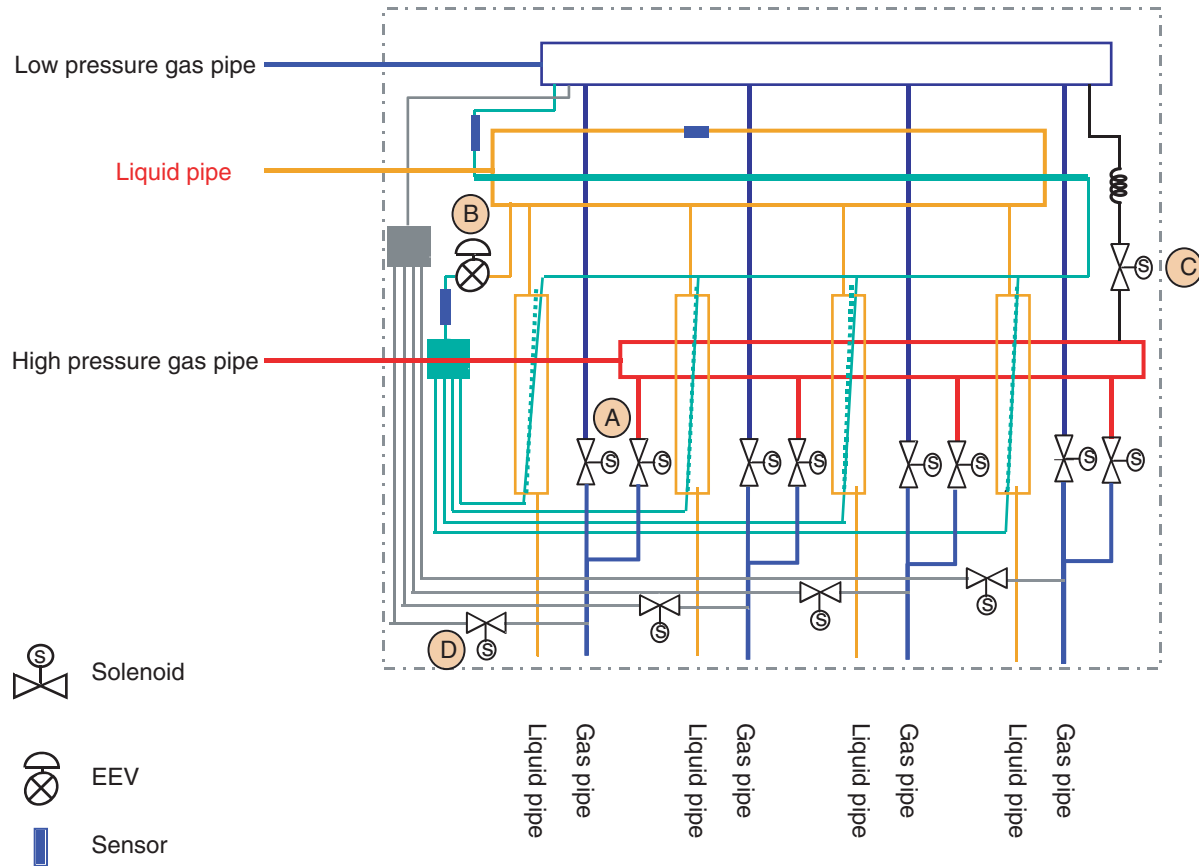 Low pressure gas pipe
Liquid pipe
B
S
C
High pressure gas pipe
A
S
S
S
S
S
S
S
S
S
S
S
D
S
S
Solenoid
EEV
Sensor
Liquid pipe
Gas pipe
Liquid pipe
Gas pipe
Liquid pipe
Gas pipe
Liquid pipe
Gas pipe